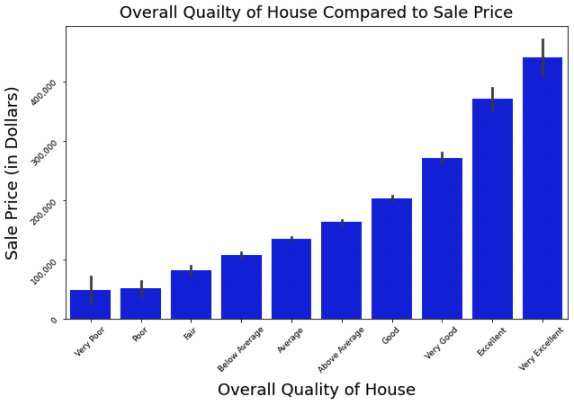 Overall Quailty of House Compared to Sale Price
Sale Price (in Dollars)
400,000
300,000
200,000
100,000
0
Very Poor
Poor
Fair
Below Average
Average
Above Average
Good
Very Good
Excellent
Very Excellent
Overall Quality of House